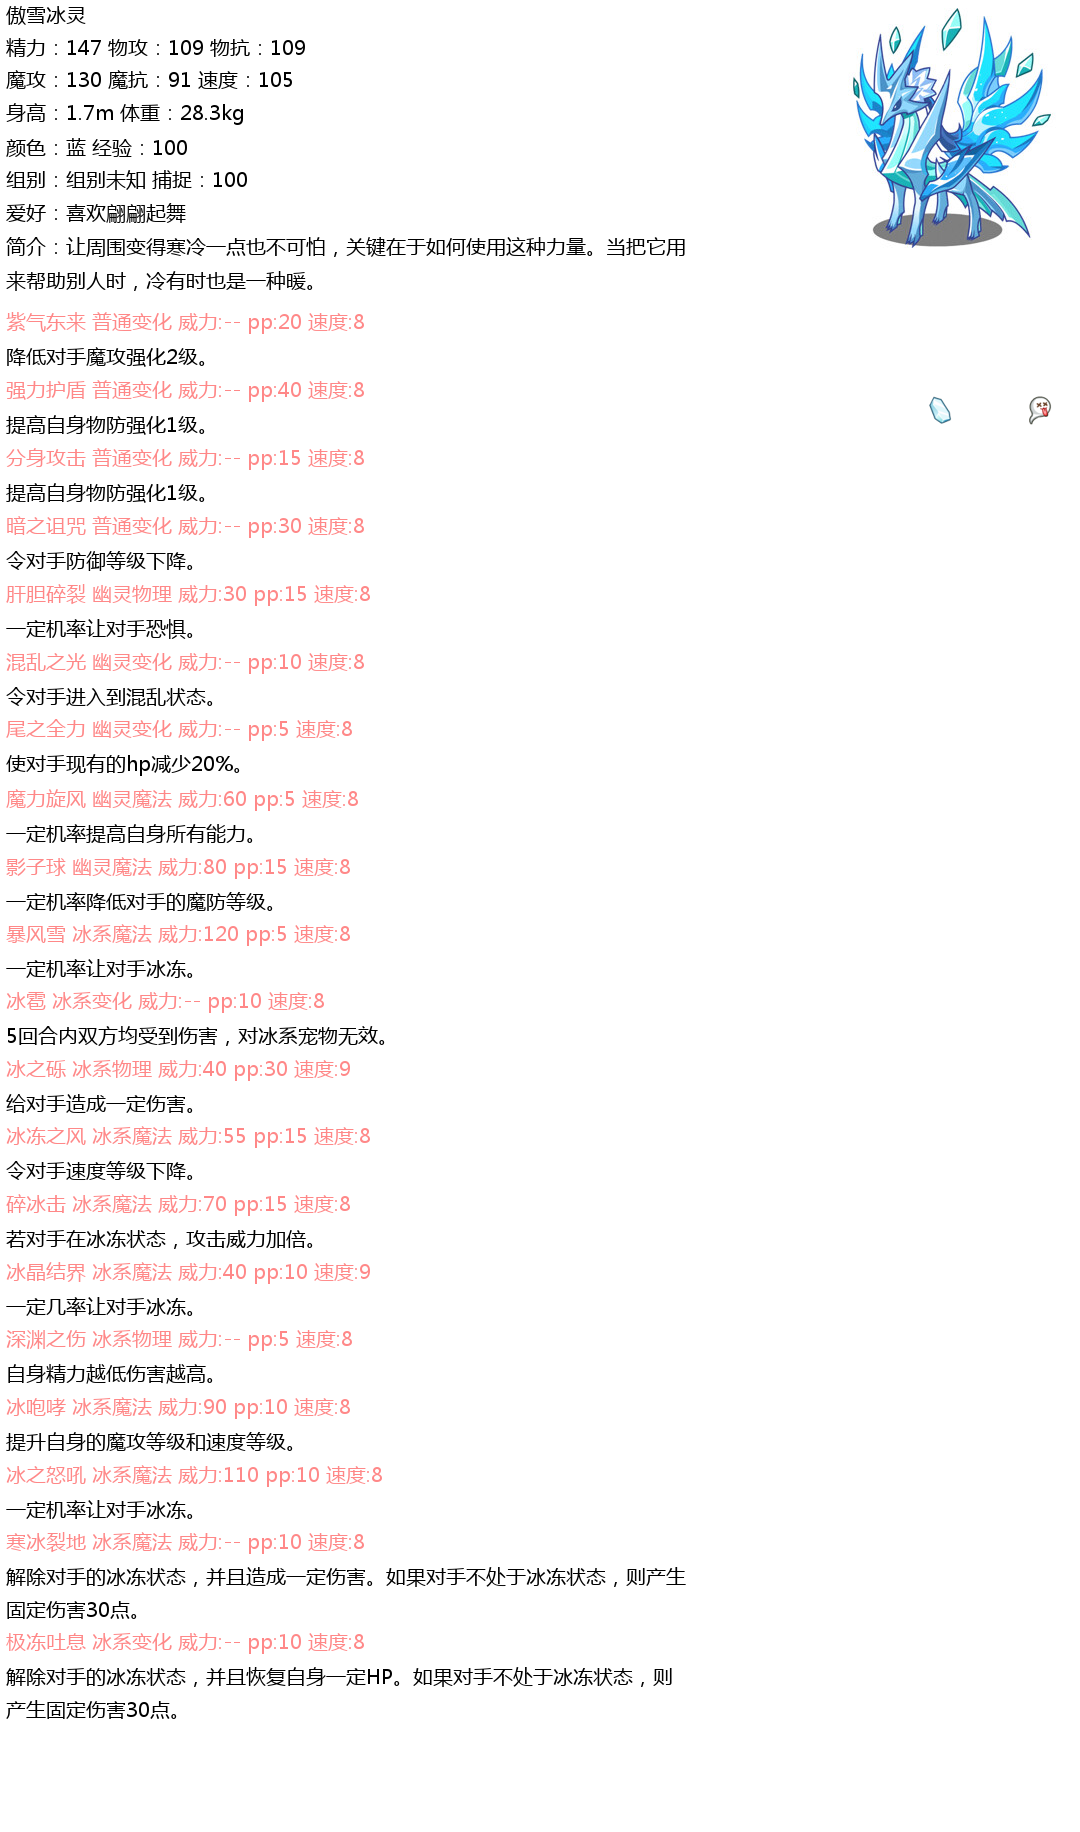 傲雪冰灵
精力：147 物攻：109 物抗：109
魔攻：130 魔抗：91 速度：105
身高：1.7m 体重：28.3kg
颜色：蓝 经验：100
组别：组别未知 捕捉：100
爱好：喜欢翩翩起舞
简介：让周围变得寒冷一点也不可怕，关键在于如何使用这种力量。当把它用
来帮助别人时，冷有时也是一种暖。
紫气东来 普通变化 威力:-- pp:20 速度:8
降低对手魔攻强化2级。
强力护盾 普通变化 威力:-- pp:40 速度:8
提高自身物防强化1级。
分身攻击 普通变化 威力:-- pp:15 速度:8
提高自身物防强化1级。
暗之诅咒 普通变化 威力:-- pp:30 速度:8
令对手防御等级下降。
肝胆碎裂 幽灵物理 威力:30 pp:15 速度:8
一定机率让对手恐惧。
混乱之光 幽灵变化 威力:-- pp:10 速度:8
令对手进入到混乱状态。
尾之全力 幽灵变化 威力:-- pp:5 速度:8
使对手现有的hp减少20%。
魔力旋风 幽灵魔法 威力:60 pp:5 速度:8
一定机率提高自身所有能力。
影子球 幽灵魔法 威力:80 pp:15 速度:8
一定机率降低对手的魔防等级。
暴风雪 冰系魔法 威力:120 pp:5 速度:8
一定机率让对手冰冻。
冰雹 冰系变化 威力:-- pp:10 速度:8
5回合内双方均受到伤害，对冰系宠物无效。
冰之砾 冰系物理 威力:40 pp:30 速度:9
给对手造成一定伤害。
冰冻之风 冰系魔法 威力:55 pp:15 速度:8
令对手速度等级下降。
碎冰击 冰系魔法 威力:70 pp:15 速度:8
若对手在冰冻状态，攻击威力加倍。
冰晶结界 冰系魔法 威力:40 pp:10 速度:9
一定几率让对手冰冻。
深渊之伤 冰系物理 威力:-- pp:5 速度:8
自身精力越低伤害越高。
冰咆哮 冰系魔法 威力:90 pp:10 速度:8
提升自身的魔攻等级和速度等级。
冰之怒吼 冰系魔法 威力:110 pp:10 速度:8
一定机率让对手冰冻。
寒冰裂地 冰系魔法 威力:-- pp:10 速度:8
解除对手的冰冻状态，并且造成一定伤害。如果对手不处于冰冻状态，则产生
固定伤害30点。
极冻吐息 冰系变化 威力:-- pp:10 速度:8
解除对手的冰冻状态，并且恢复自身一定HP。如果对手不处于冰冻状态，则
产生固定伤害30点。